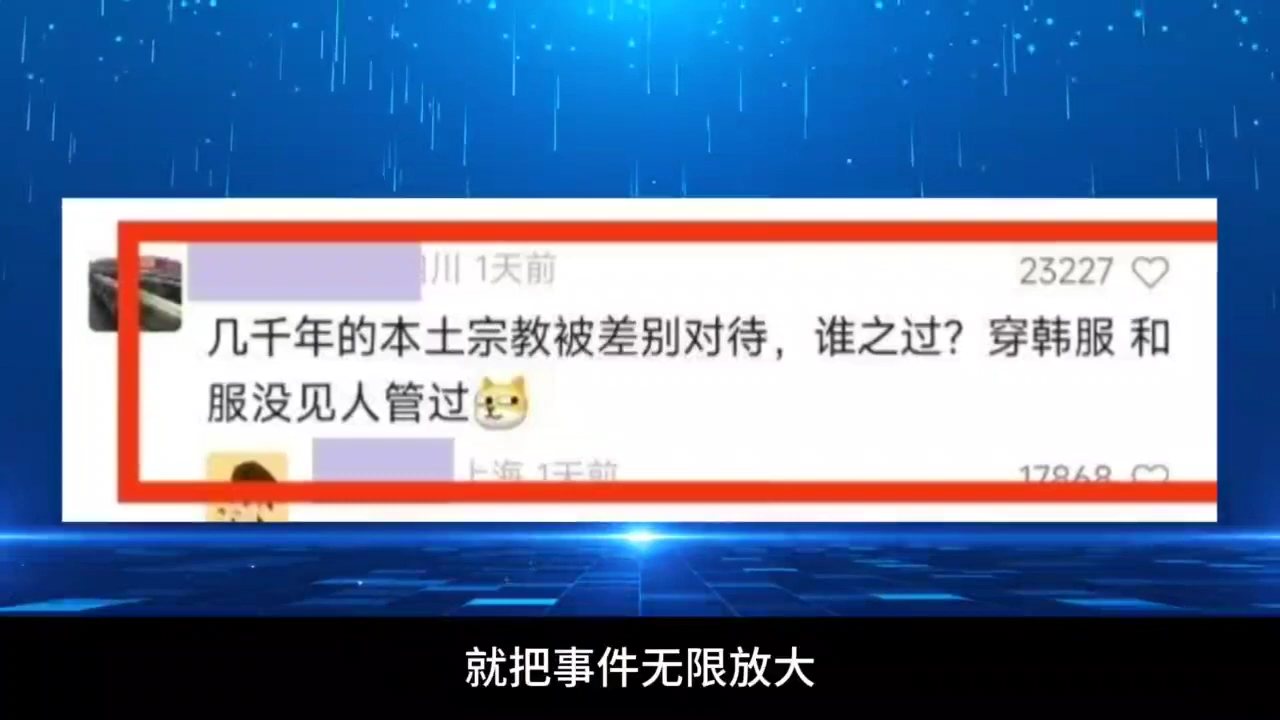 川 1天前 23227
几千年的本土宗教被差别对待，谁之过？穿韩服 和
服没见人管过
上海 1天前 17868
就把事件无限放大